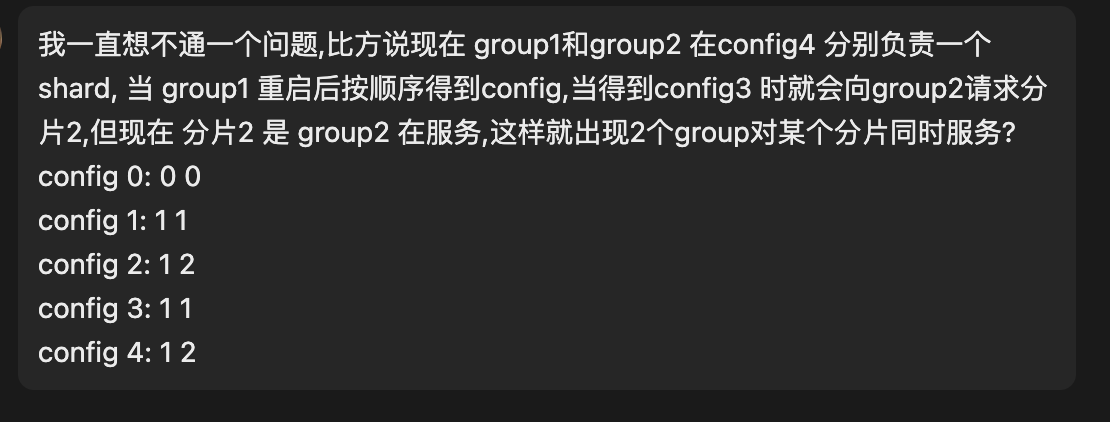 我一直想不通一个问题,比方说现在 group1和group2 在config4 分别负责一个
shard, 当 group1 重启后按顺序得到config,当得到config3 时就会向group2请求分
片2,但现在 分片2 是 group2 在服务,这样就出现2个group对某个分片同时服务?
config 0: 0 0
config 1: 1 1
config 2: 1 2
config 3: 1 1
config 4: 1 2